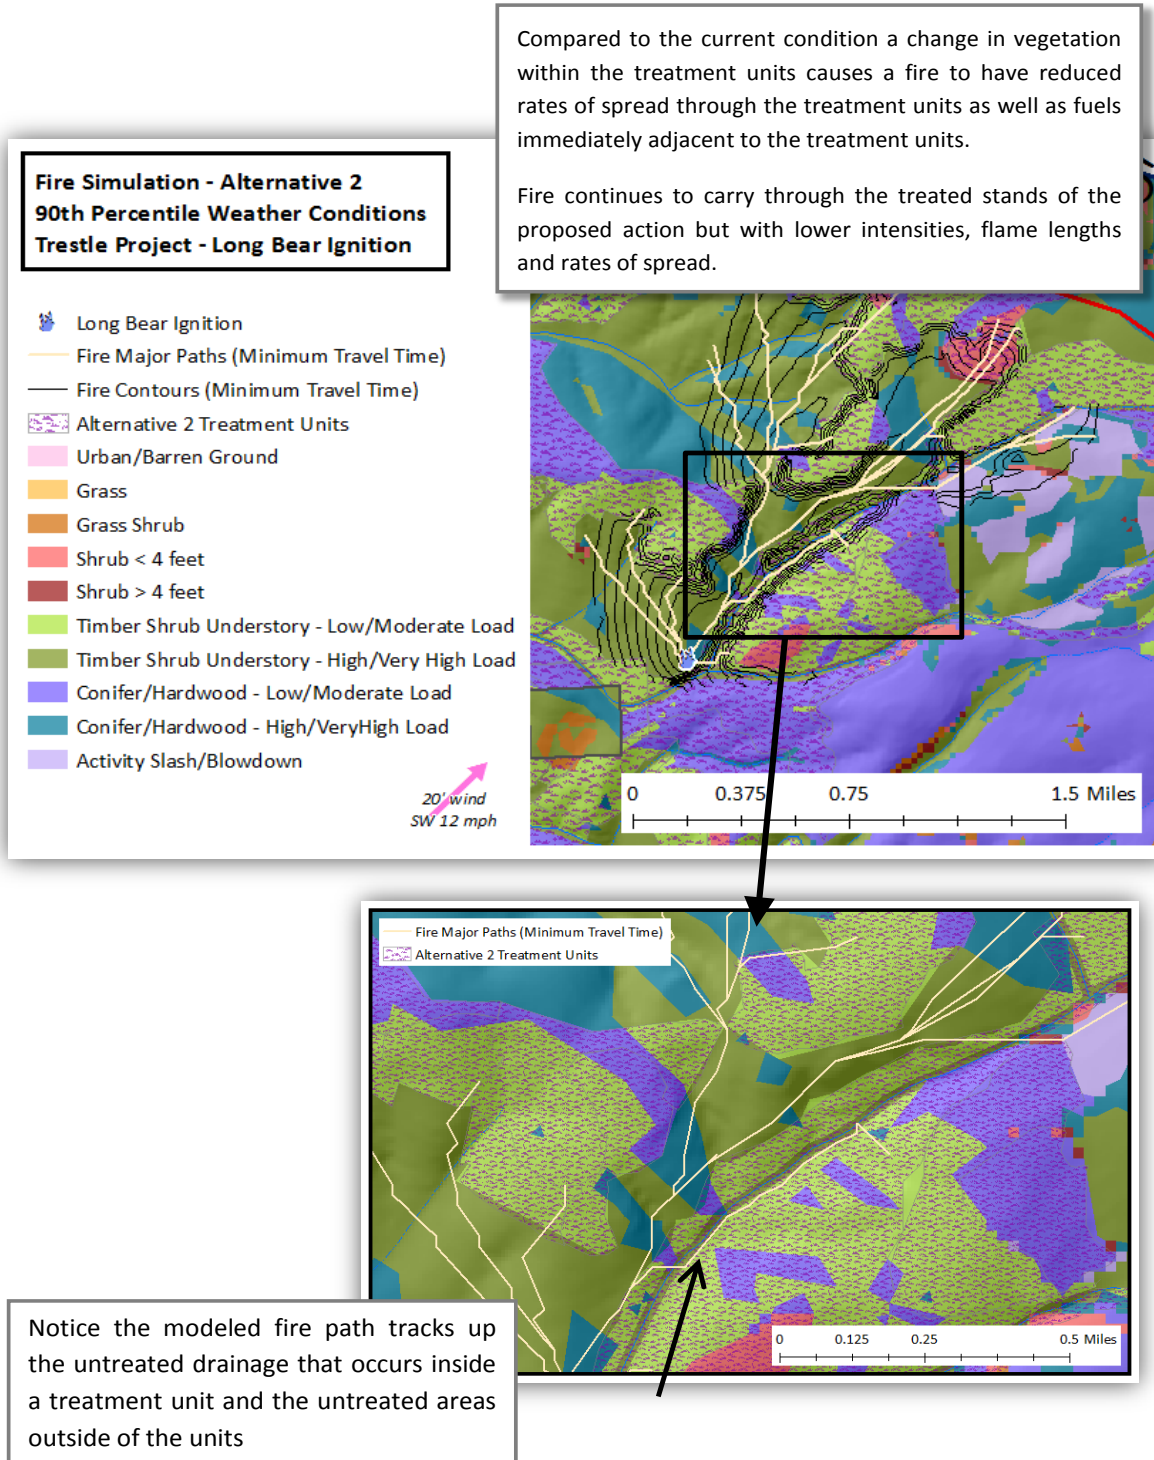 Compared to the current condition a change in vegetation
within the treatment units causes a fire to have reduced
rates of spread through the treatment units as well as fuels
immediately adjacent to the treatment units.
Fire continues to carry through the treated stands of the
proposed action but with lower intensities, flame lengths
and rates of spread.
Fire Simulation - Alternative 2
90th Percentile Weather Conditions
Trestle Project - Long Bear Ignition
Long Bear Ignition
Fire Major Paths (Minimum Travel Time)
Fire Contours (Minimum Travel Time)
Alternative 2 Treatment Units
Urban/Barren Ground
Grass
Grass Shrub
Shrub < 4 feet
Shrub > 4 feet
Timber Shrub Understory - Low/Moderate Load
Timber Shrub Understory - High/Very High Load
Conifer/Hardwood - Low/Moderate Load
Conifer/Hardwood - High/VeryHigh Load
Activity Slash/Blowdown
20' wind
SW 12 mph
0 0.375 0.75 1.5 Miles
Fire Major Paths (Minimum Travel Time)
Alternative 2 Treatment Units
0 0.125 0.25 0.5 Miles
Notice the modeled fire path tracks up
the untreated drainage that occurs inside
a treatment unit and the untreated areas
outside of the units